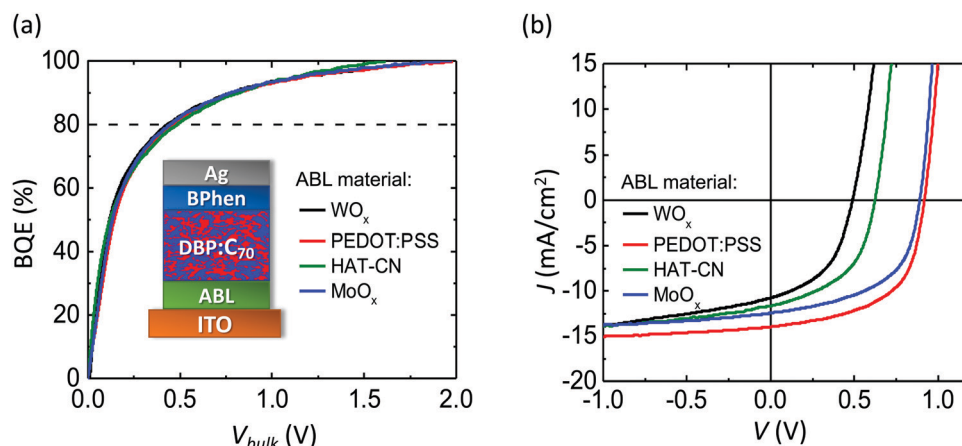 (a)
100
80
60
40
20
0
BQE (%)
0.0
0.5
1.0
1.5
2.0
V_bulk (V)
Ag
BPhen
DBP:C₇₀
ABL
ITO
ABL material:
WOₓ
PEDOT:PSS
HAT-CN
MoOₓ
(b)
15
10
5
0
-5
-10
-15
-20
J (mA/cm²)
-1.0
-0.5
0.0
0.5
1.0
V (V)
ABL material:
WOₓ
PEDOT:PSS
HAT-CN
MoOₓ